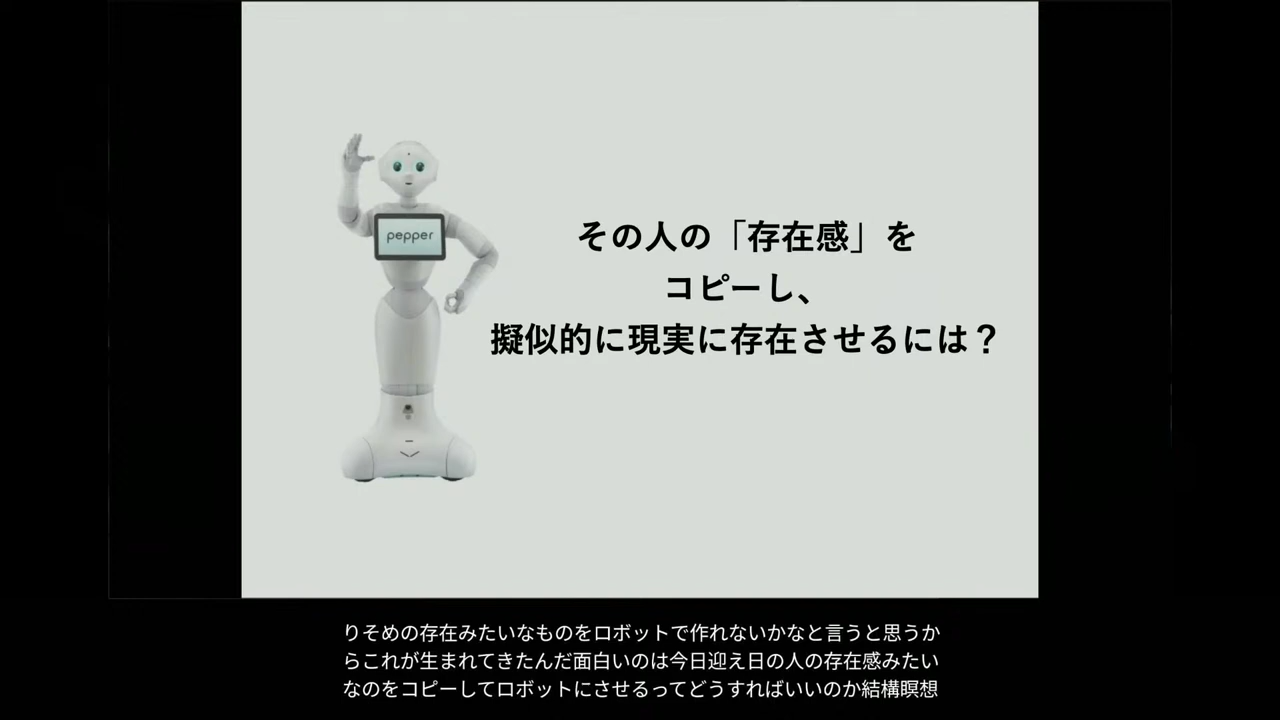 pepper
その人の「存在感」を
コピーし、
擬似的に現実に存在させるには？
りそめの存在みたいなものをロボットで作れないかなと言うと思うか
らこれが生まれてきたんだ面白いのは今日迎え日の人の存在感みたい
なのをコピーしてロボットにさせるってどうすればいいのか結構瞑想